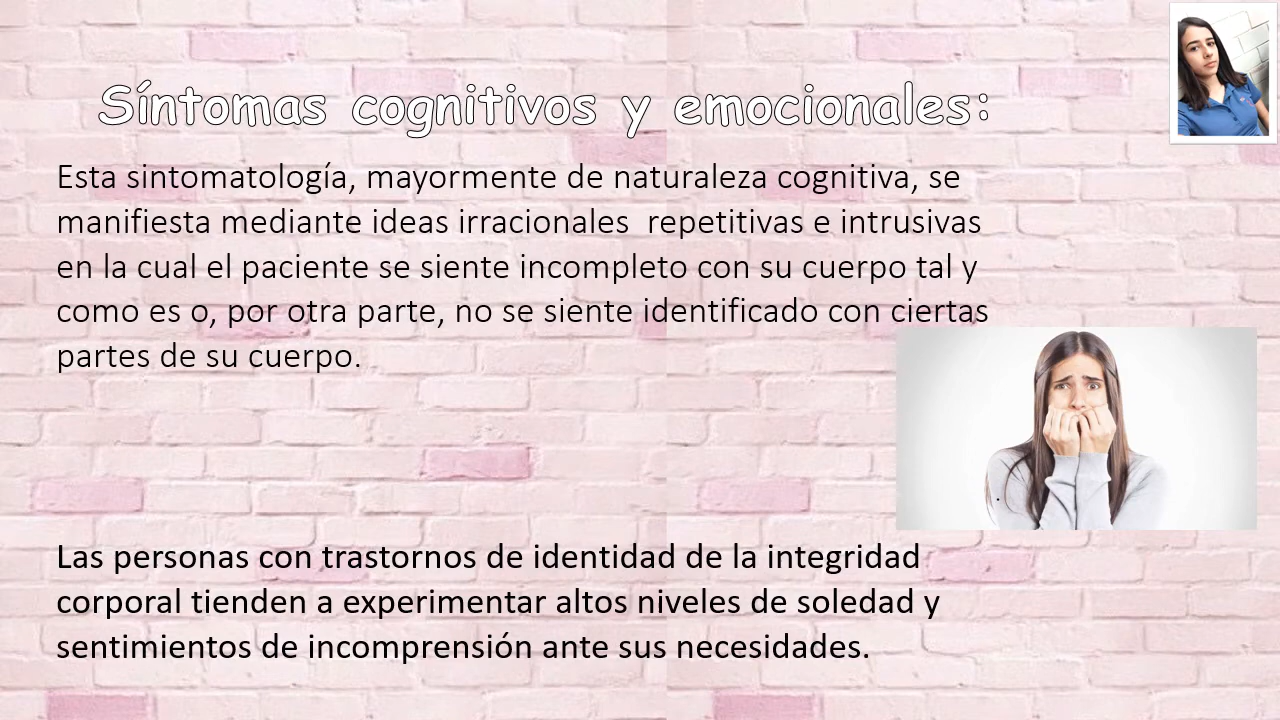 Síntomas cognitivos y emocionales:
Esta sintomatología, mayormente de naturaleza cognitiva, se
manifiesta mediante ideas irracionales  repetitivas e intrusivas
en la cual el paciente se siente incompleto con su cuerpo tal y
como es o, por otra parte, no se siente identificado con ciertas
partes de su cuerpo.
Las personas con trastornos de identidad de la integridad
corporal tienden a experimentar altos niveles de soledad y
sentimientos de incomprensión ante sus necesidades.